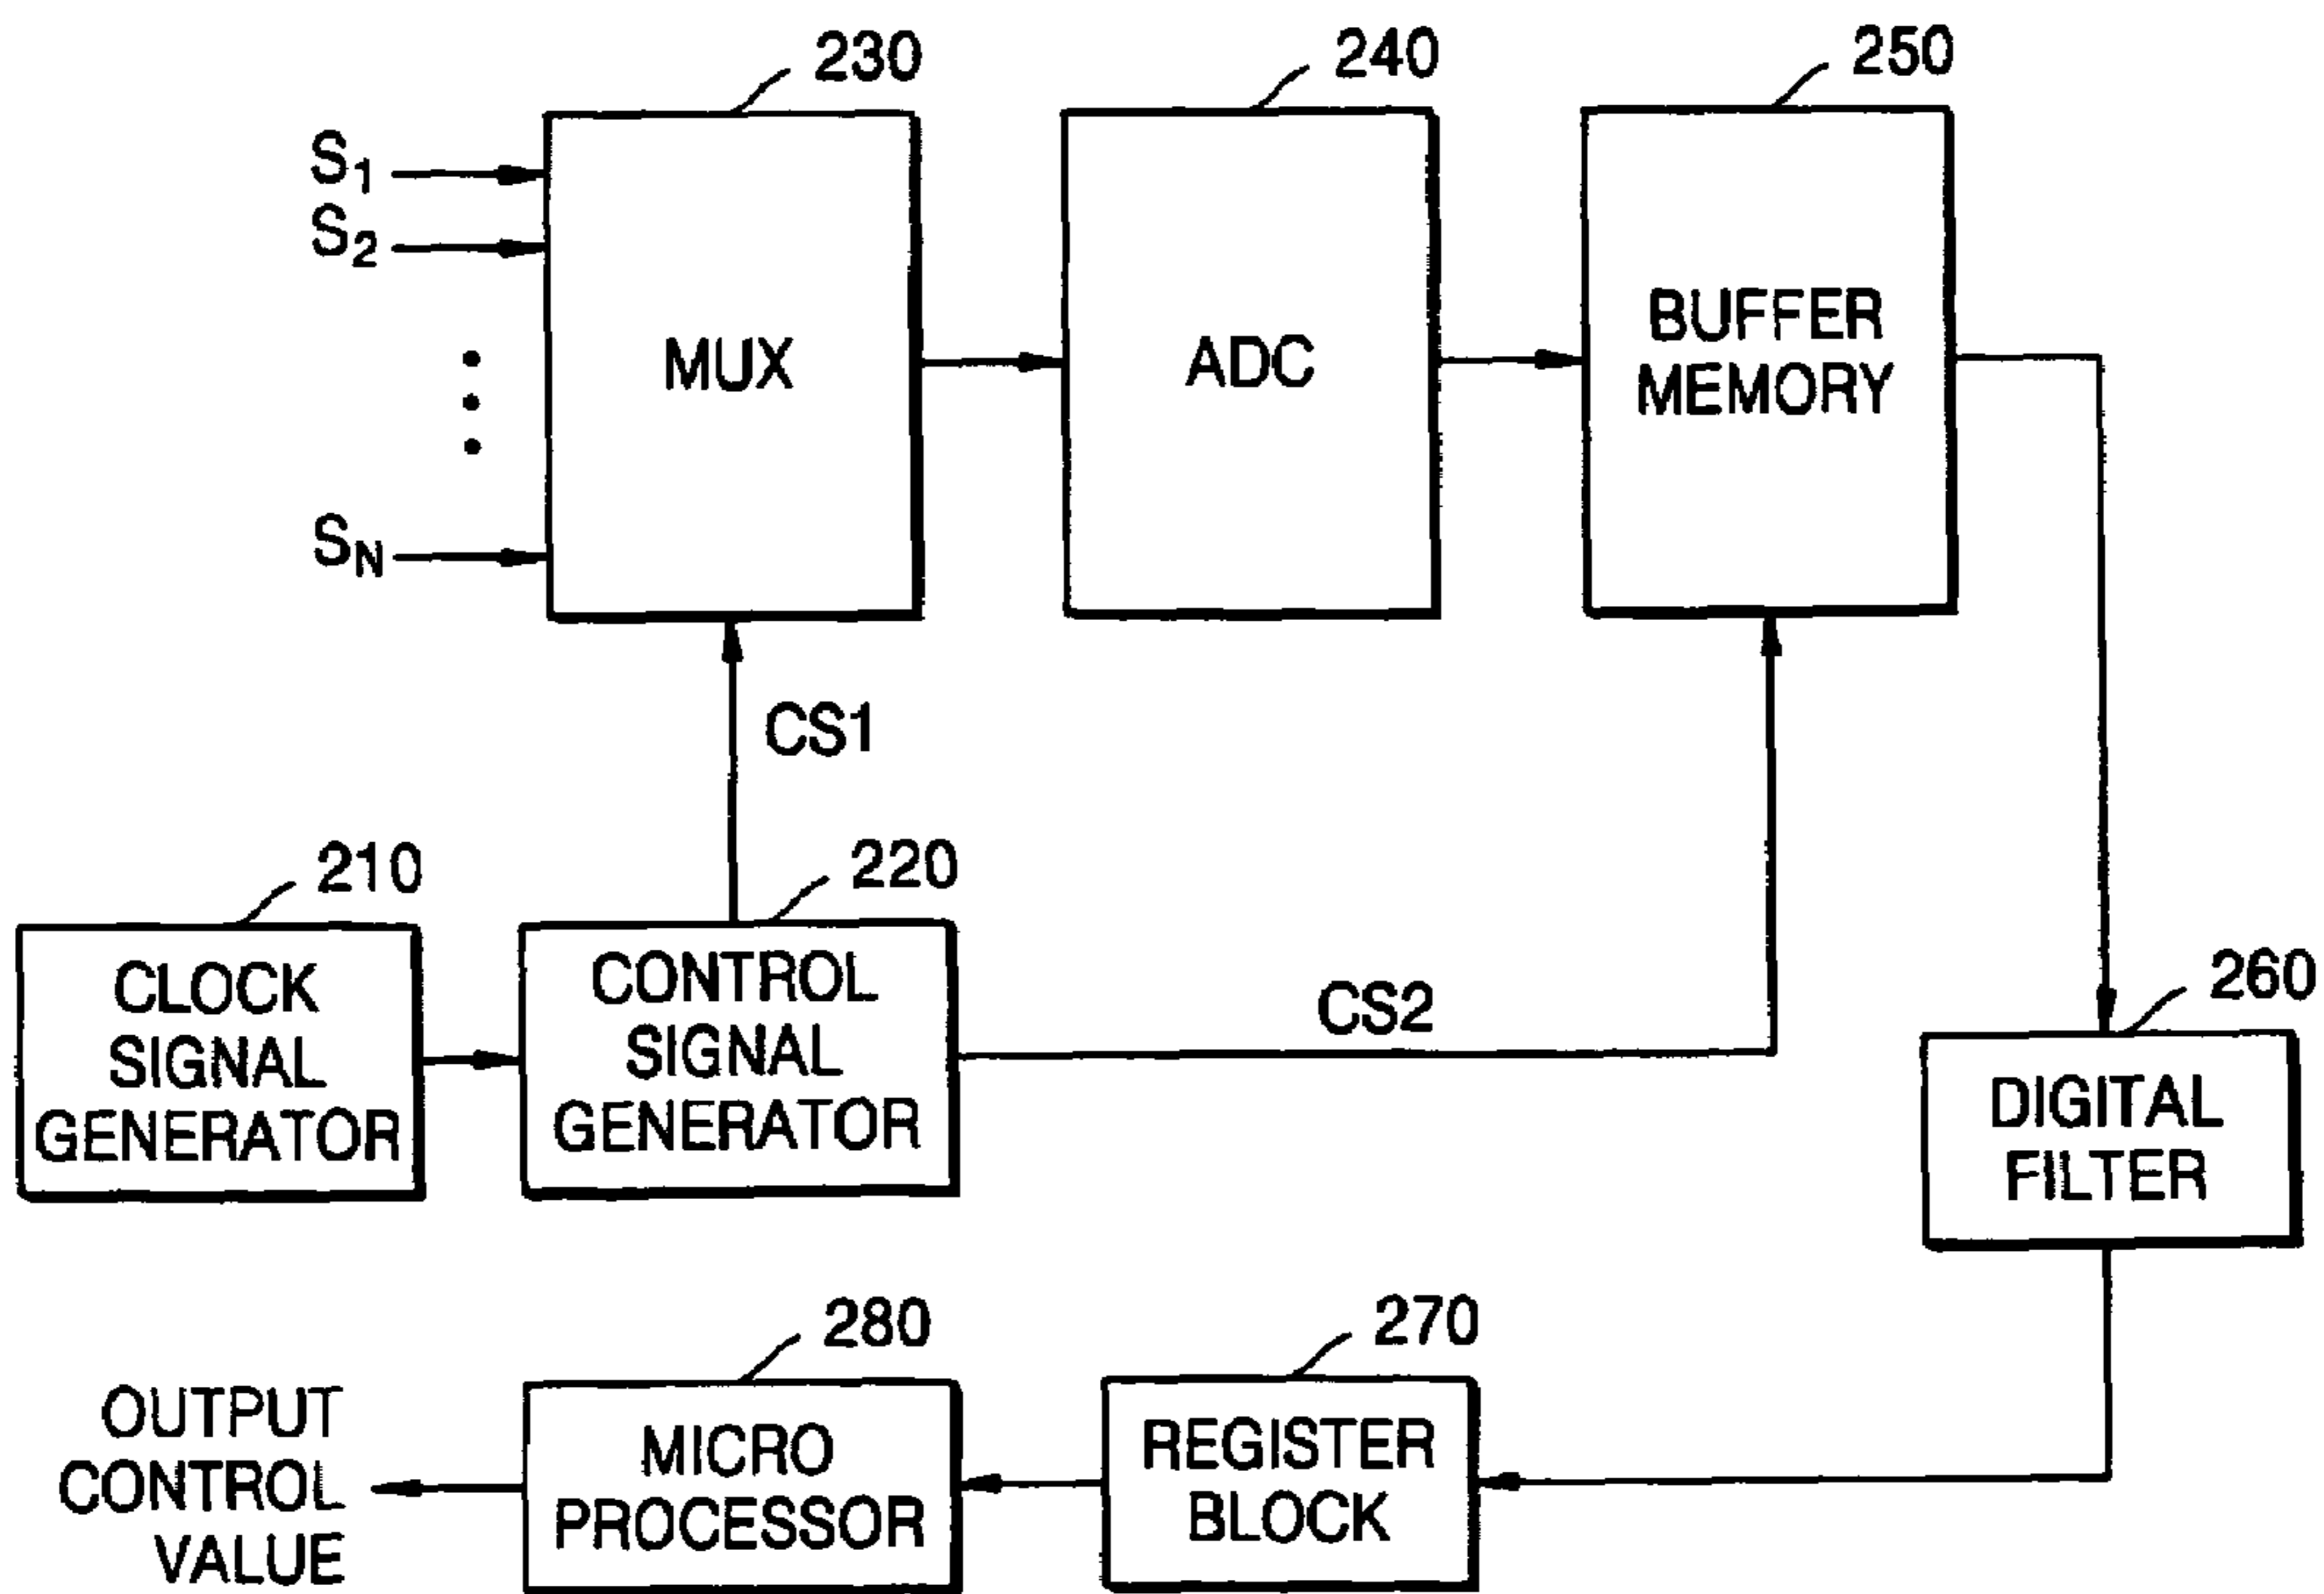 230
240
250
S1
S2
SN
MUX
ADC
BUFFER
MEMORY
CS1
210
220
CLOCK
SIGNAL
GENERATOR
CONTROL
SIGNAL
GENERATOR
CS2
260
DIGITAL
FILTER
280
270
OUTPUT
CONTROL
VALUE
MICRO
PROCESSOR
REGISTER
BLOCK